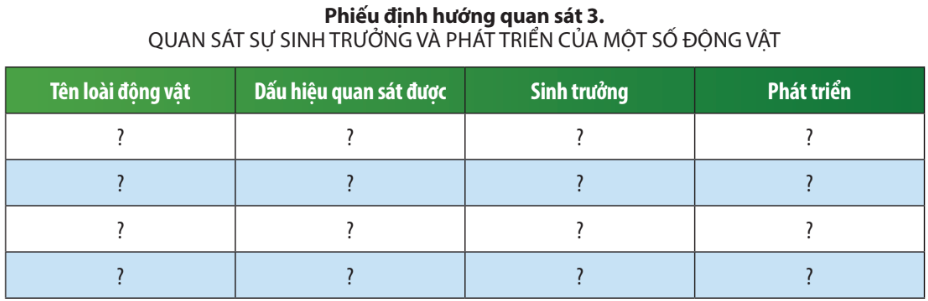 Phiếu định hướng quan sát 3.
QUAN SÁT SỰ SINH TRƯỞNG VÀ PHÁT TRIỂN CỦA MỘT SỐ ĐỘNG VẬT
Tên loài động vật Dấu hiệu quan sát được Sinh trưởng Phát triển
? ? ? ?
? ? ? ?
? ? ? ?
? ? ? ?